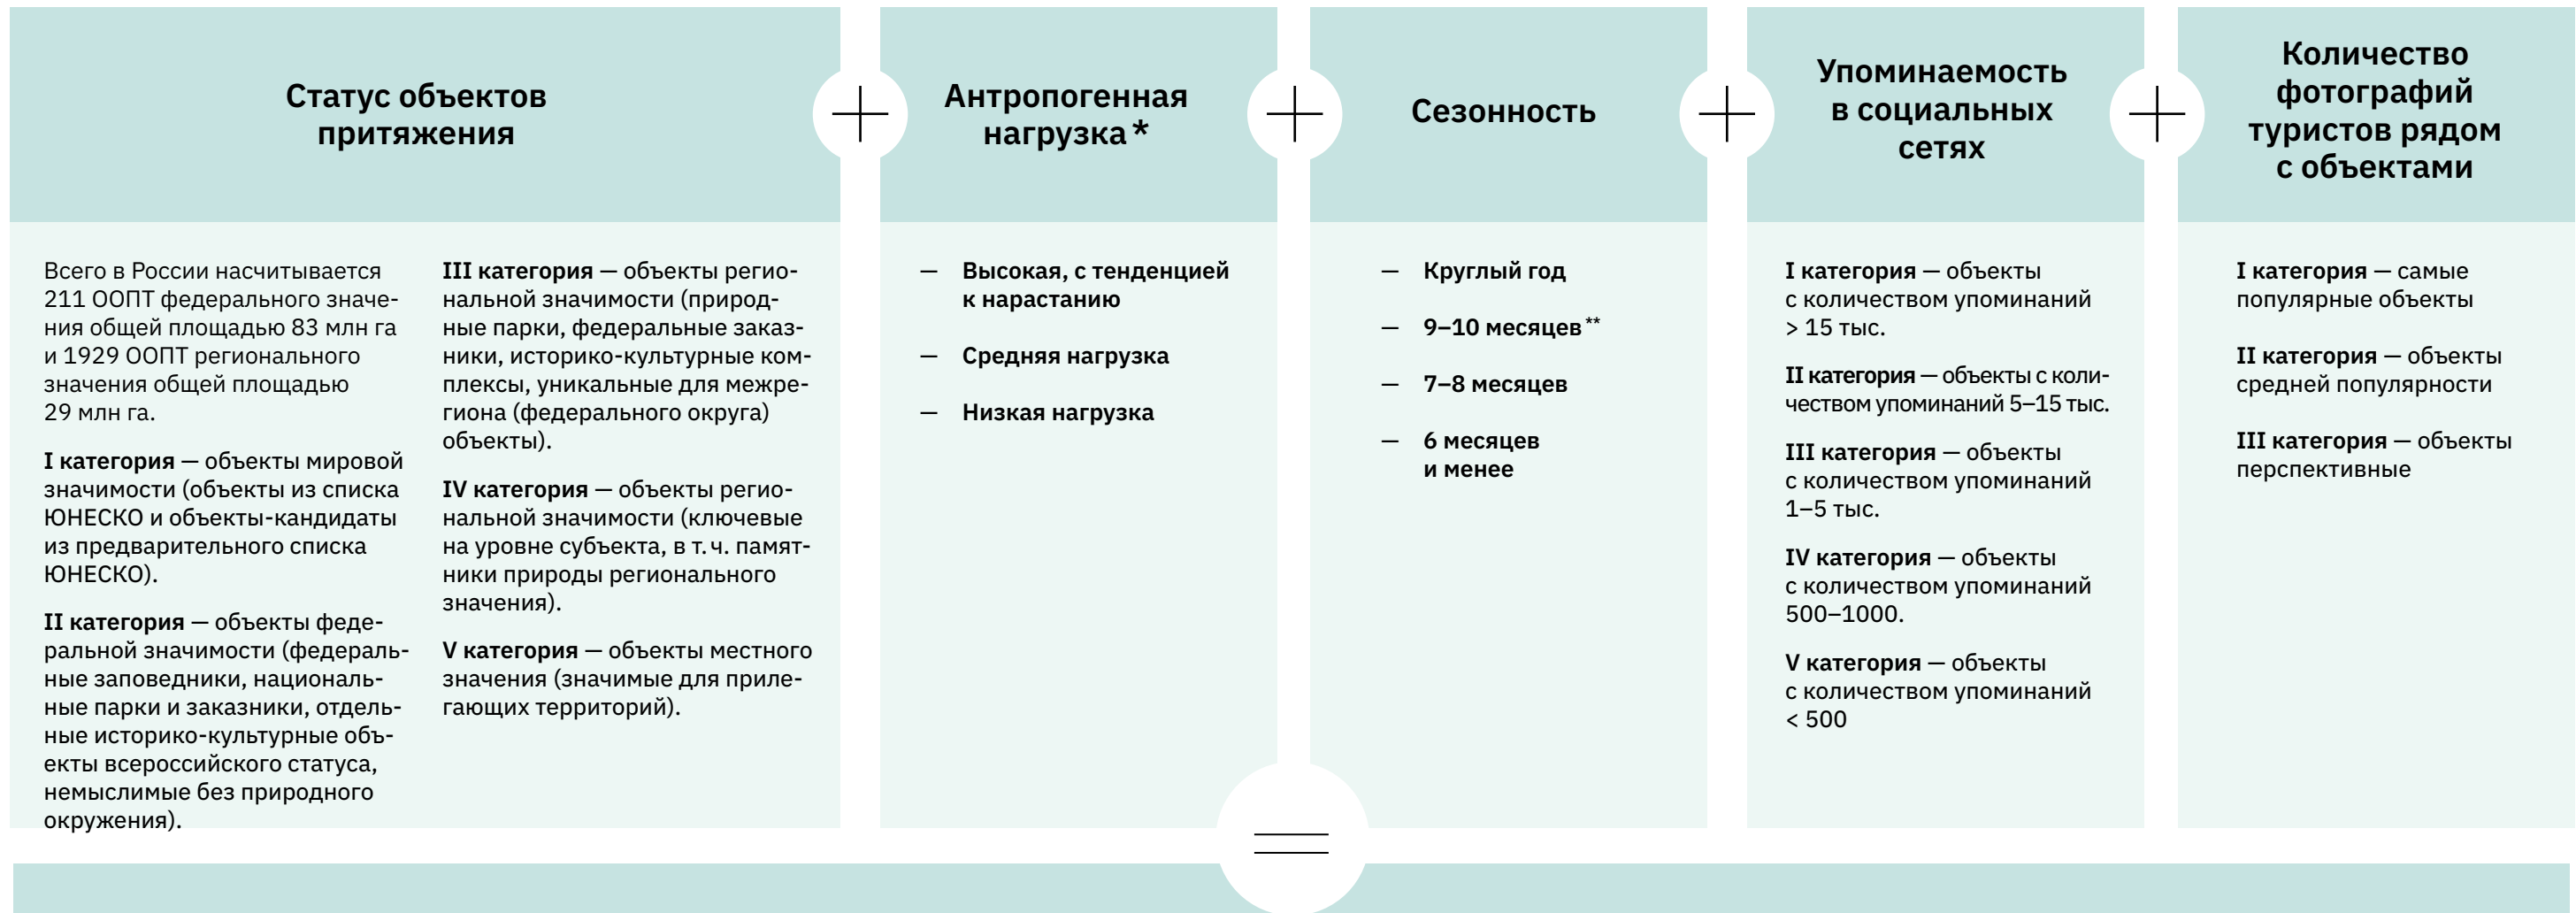 Статус объектов
притяжения
Всего в России насчитывается
211 ООПТ федерального значе-
ния общей площадью 83 млн га
и 1929 ООПТ регионального
значения общей площадью
29 млн га.
I категория — объекты мировой
значимости (объекты из списка
ЮНЕСКО и объекты-кандидаты
из предварительного списка
ЮНЕСКО).
II категория — объекты феде-
ральной значимости (федераль-
ные заповедники, националь-
ные парки и заказники, отдель-
ные историко-культурные объ-
екты всероссийского статуса,
немыслимые без природного
окружения).
III категория — объекты регио-
нальной значимости (природ-
ные парки, федеральные заказ-
ники, историко-культурные ком-
плексы, уникальные для межре-
гиона (федерального округа)
объекты).
IV категория — объекты регио-
нальной значимости (ключевые
на уровне субъекта, в т. ч. памят-
ники природы регионального
значения).
V категория — объекты местного
значения (значимые для приле-
гающих территорий).
+
Антропогенная
нагрузка *
— Высокая, с тенденцией
к нарастанию
— Средняя нагрузка
— Низкая нагрузка
+
Сезонность
— Круглый год
— 9–10 месяцев **
— 7–8 месяцев
— 6 месяцев
и менее
+
Упоминаемость
в социальных
сетях
I категория — объекты
с количеством упоминаний
> 15 тыс.
II категория — объекты с коли-
чеством упоминаний 5–15 тыс.
III категория — объекты
с количеством упоминаний
1–5 тыс.
IV категория — объекты
с количеством упоминаний
500–1000.
V категория — объекты
с количеством упоминаний
< 500
+
Количество
фотографий
туристов рядом
с объектами
I категория — самые
популярные объекты
II категория — объекты
средней популярности
III категория — объекты
перспективные
=